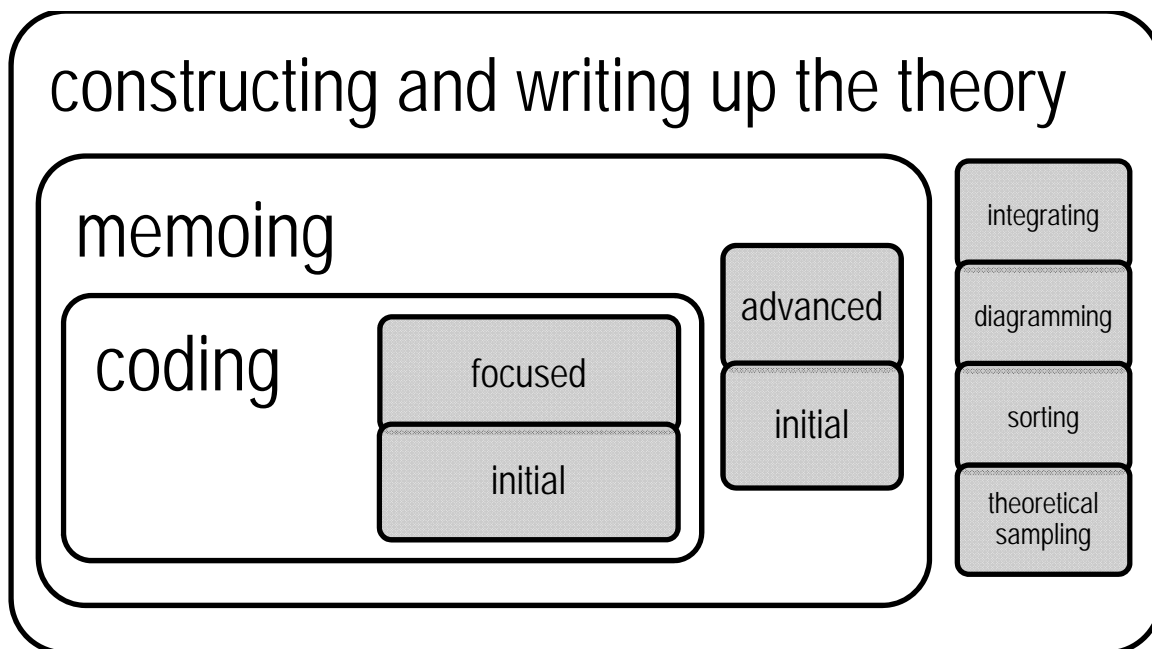 constructing and writing up the theory
memoing
coding
focused
initial
advanced
initial
integrating
diagramming
sorting
theoretical
sampling